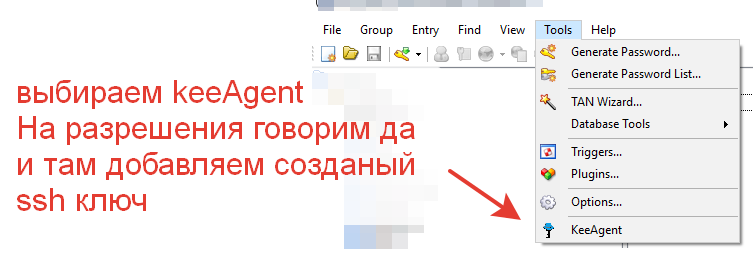 File Group Entry Find View Tools Help
Generate Password...
Generate Password List...
TAN Wizard...
Database Tools
Triggers...
Plugins...
Options...
KeeAgent
выбираем keeAgent
На разрешения говорим да
и там добавляем созданый
ssh ключ